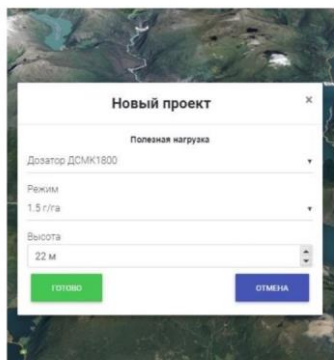 Новый проект ×
Полезная нагрузка
Дозатор ДСМК1800
Режим
1.5 г/га
Высота
22 м
ГОТОВО ОТМЕНА